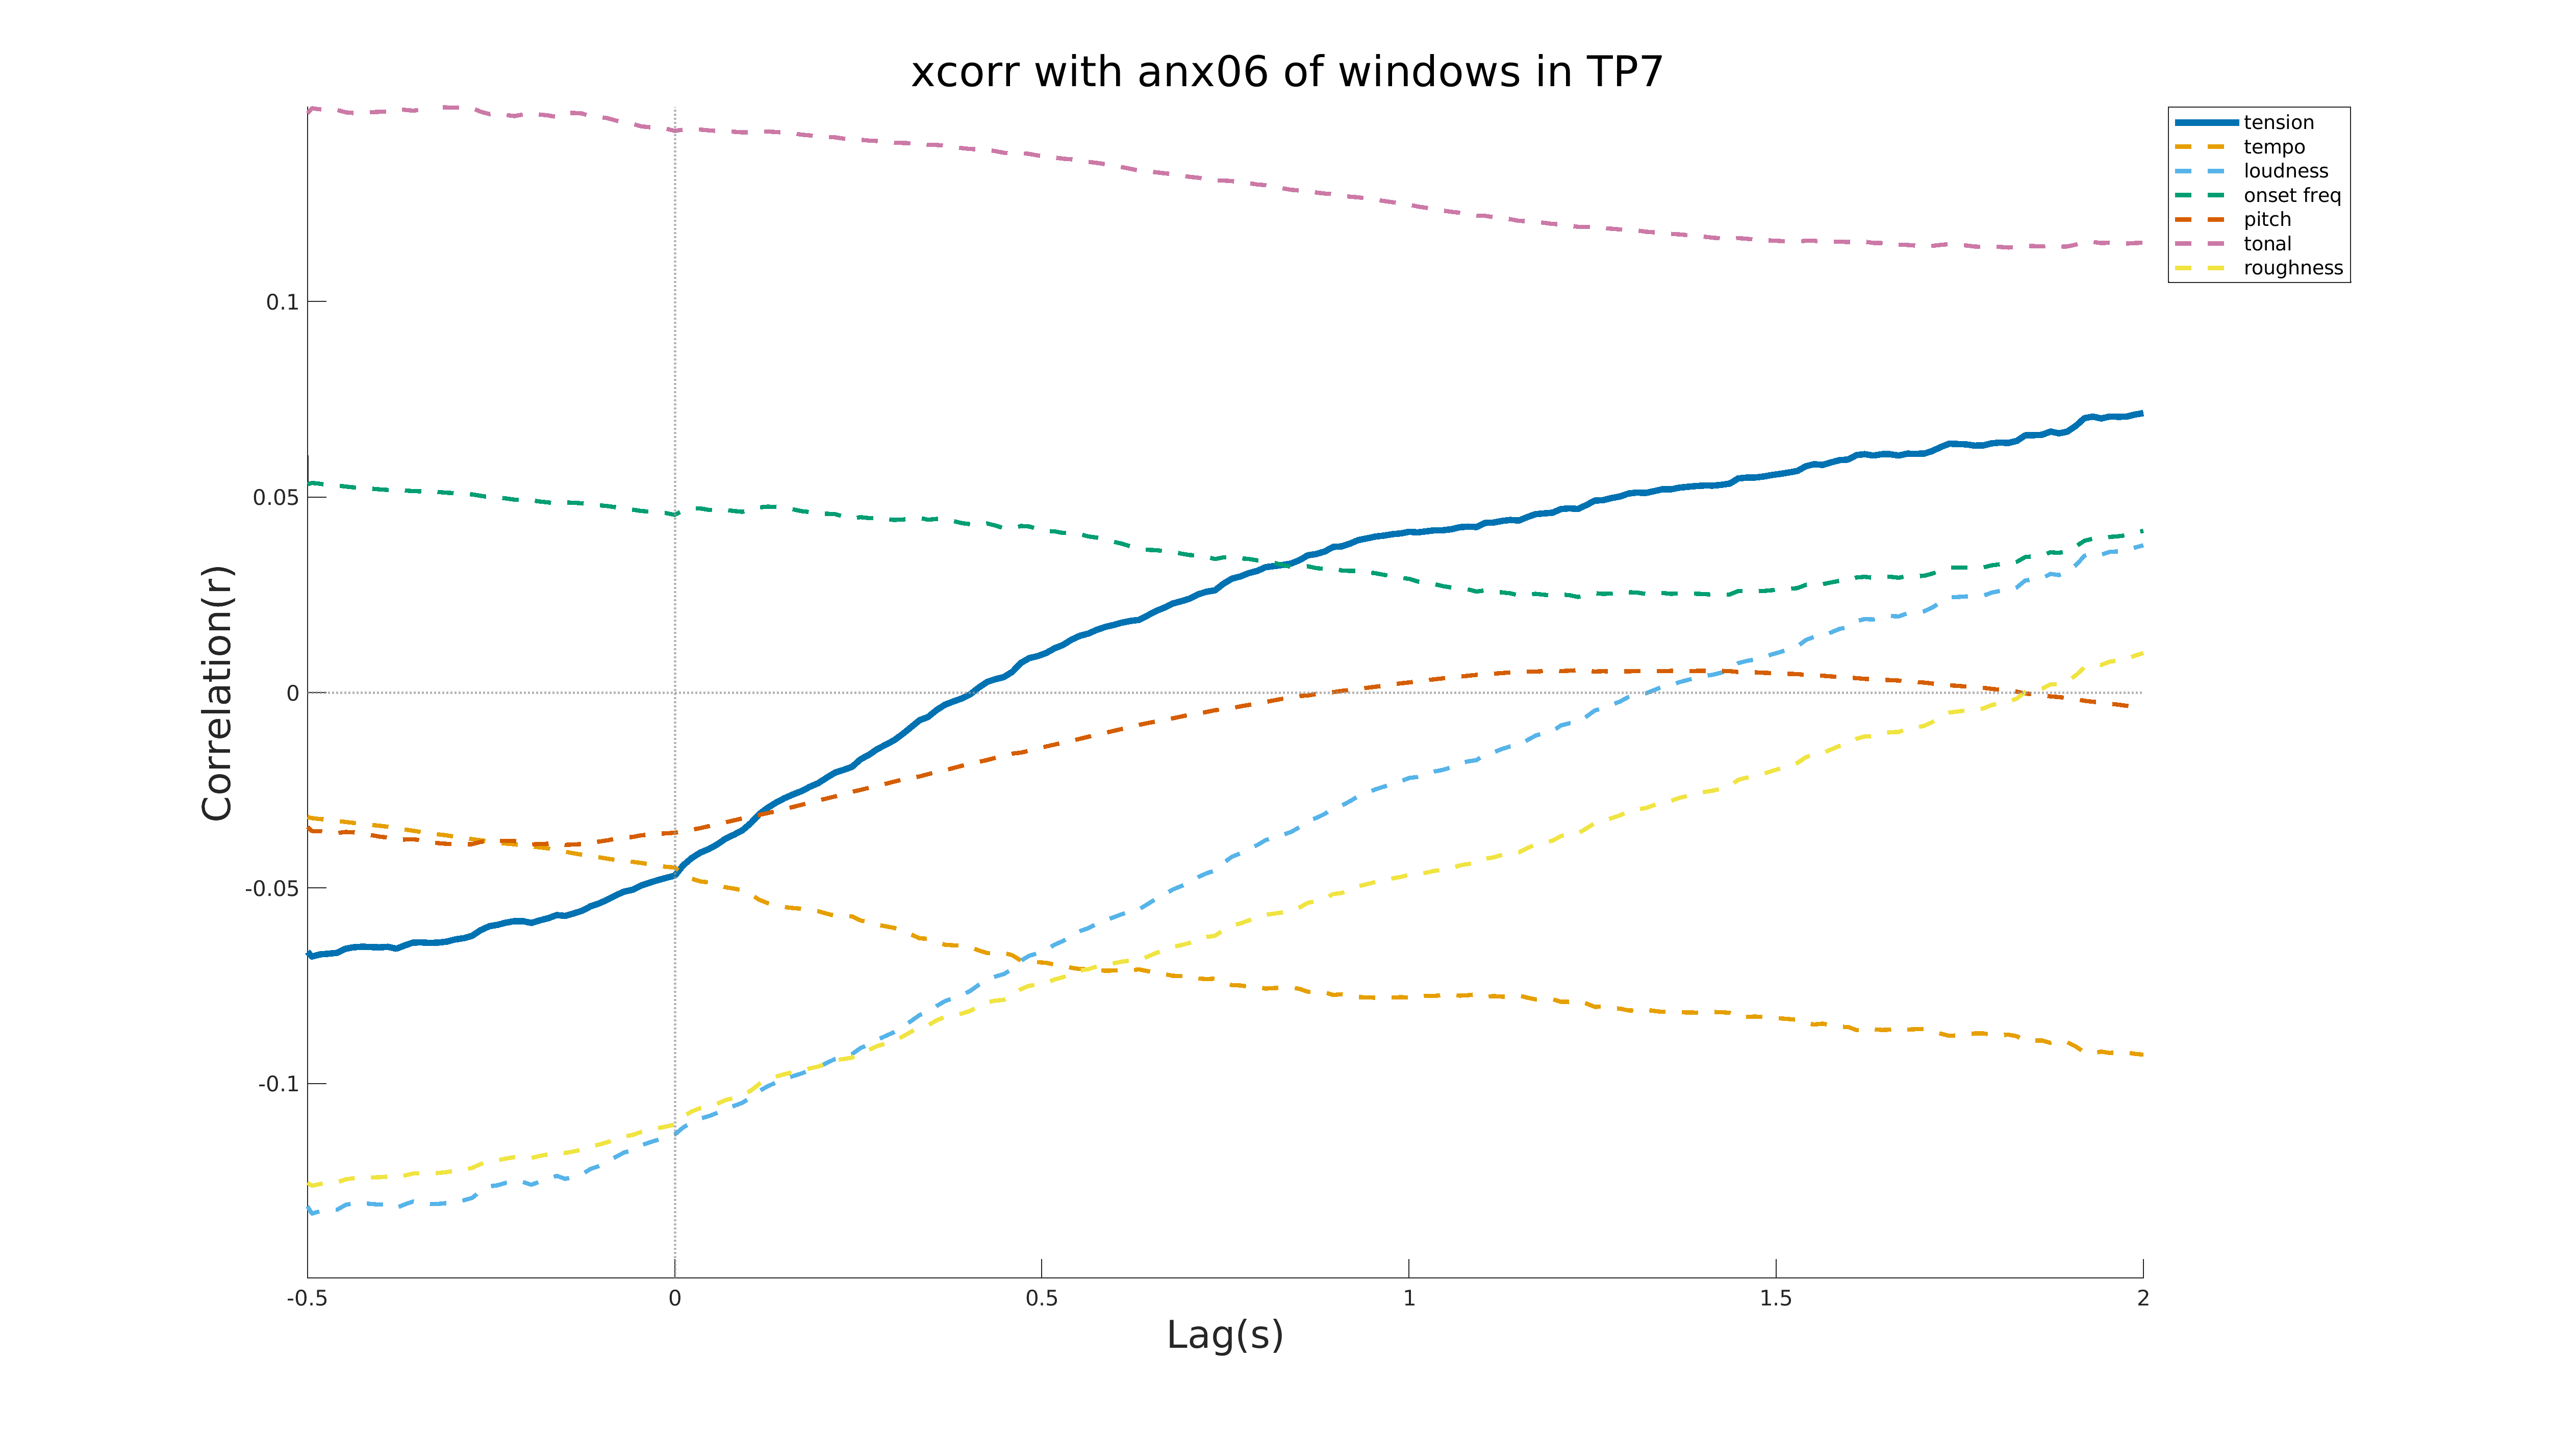 xcorr with anx06 of windows in TP7
tension
tempo
loudness
onset freq
pitch
tonal
roughness
Correlation(r)
0.1
0.05
0
-0.05
-0.1
-0.5
0
0.5
1
1.5
2
Lag(s)